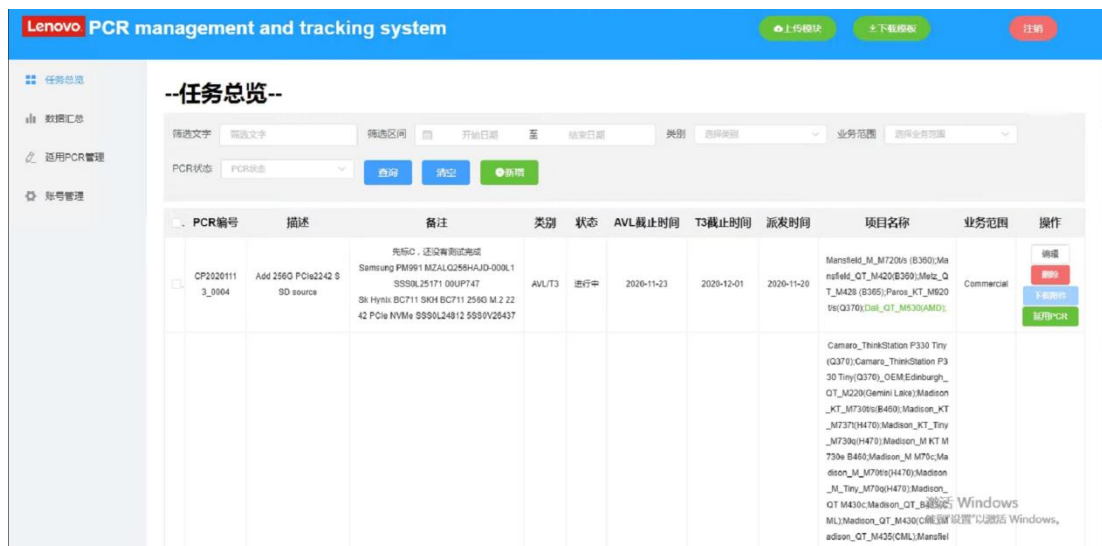 Lenovo PCR management and tracking system
上传模块
下载模板
注销
任务总览
数据汇总
延用PCR管理
账号管理
--任务总览--
筛选文字 筛选文字 筛选区间 开始日期 至 结束日期 类别 选择类别 业务范围 选择业务范围
PCR状态 PCR状态 查询 清空 新增
PCR编号 描述 备注 类别 状态 AVL截止时间 T3截止时间 派发时间 项目名称 业务范围 操作
CP2020111
3_0004
Add 256G PCIe2242 S
SD source
先标C，还没有测试完成
Samsung PM991 MZALQ256HAJD-000L1
SSS0L25171 00UP747
Sk Hynix BC711 SKH BC711 256G M.2 22
42 PCIe NVMe SSS0L24812 5SS0V26437
AVL/T3
进行中
2020-11-23
2020-12-01
2020-11-20
Mansfield_M_M720t/s (B360);Ma
nsfield_QT_M420(B360);Metz_Q
T_M428 (B365);Paros_KT_M920
t/s(Q370);Dali_QT_M530(AMD);
Commercial
编辑
删除
下载附件
延用PCR
Camaro_ThinkStation P330 Tiny
(Q370);Camaro_ThinkStation P3
30 Tiny(Q370)_OEM;Edinburgh_
QT_M220(Gemini Lake);Madison
_KT_M730t/s(B460);Madison_KT
_M737t(H470);Madison_KT_Tiny
_M730q(H470);Madison_M KT M
730e B460;Madison_M M70c;Ma
dison_M_M70t/s(H470);Madison
_M_Tiny_M70q(H470);Madison_
QT M430c;Madison_QT_
ML);Madison_QT_M430(CML);M
adison_QT_M435(CML);Mansfiel
激活 Windows
转到"设置"以激活 Windows。